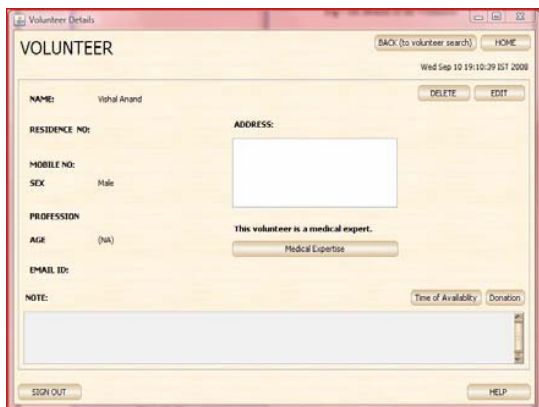 Volunteer Details
VOLUNTEER
BACK (to volunteer search) HOME
Wed Sep 10 19:10:39 IST 2008
NAME: Vishal Anand
DELETE EDIT
RESIDENCE NO:
ADDRESS:
MOBILE NO:
SEX Male
PROFESSION
This volunteer is a medical expert.
AGE (NA)
Medical Expertise
EMAIL ID:
NOTE:
Time of Availablity Donation
SIGN OUT HELP